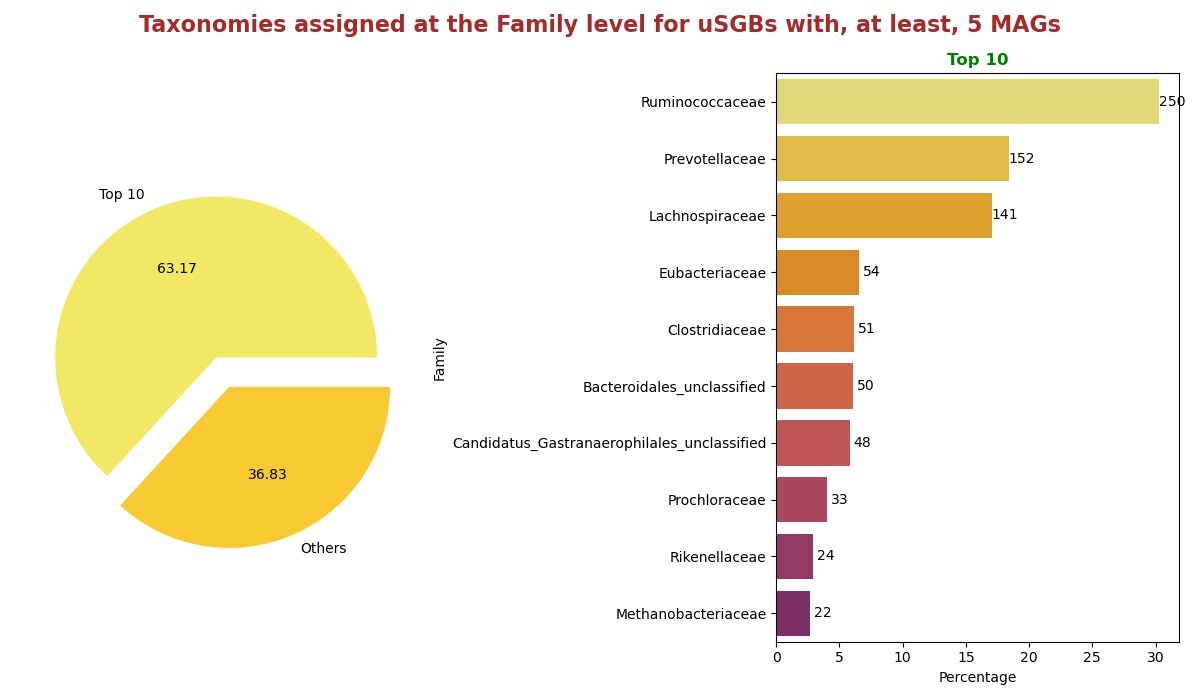 Taxonomies assigned at the Family level for uSGBs with, at least, 5 MAGs
Top 10
63.17
36.83
Others
Top 10
Family
Ruminococcaceae 250
Prevotellaceae 152
Lachnospiraceae 141
Eubacteriaceae 54
Clostridiaceae 51
Bacteroidales_unclassified 50
Candidatus_Gastranaerophilales_unclassified 48
Prochloraceae 33
Rikenellaceae 24
Methanobacteriaceae 22
0 5 10 15 20 25 30
Percentage